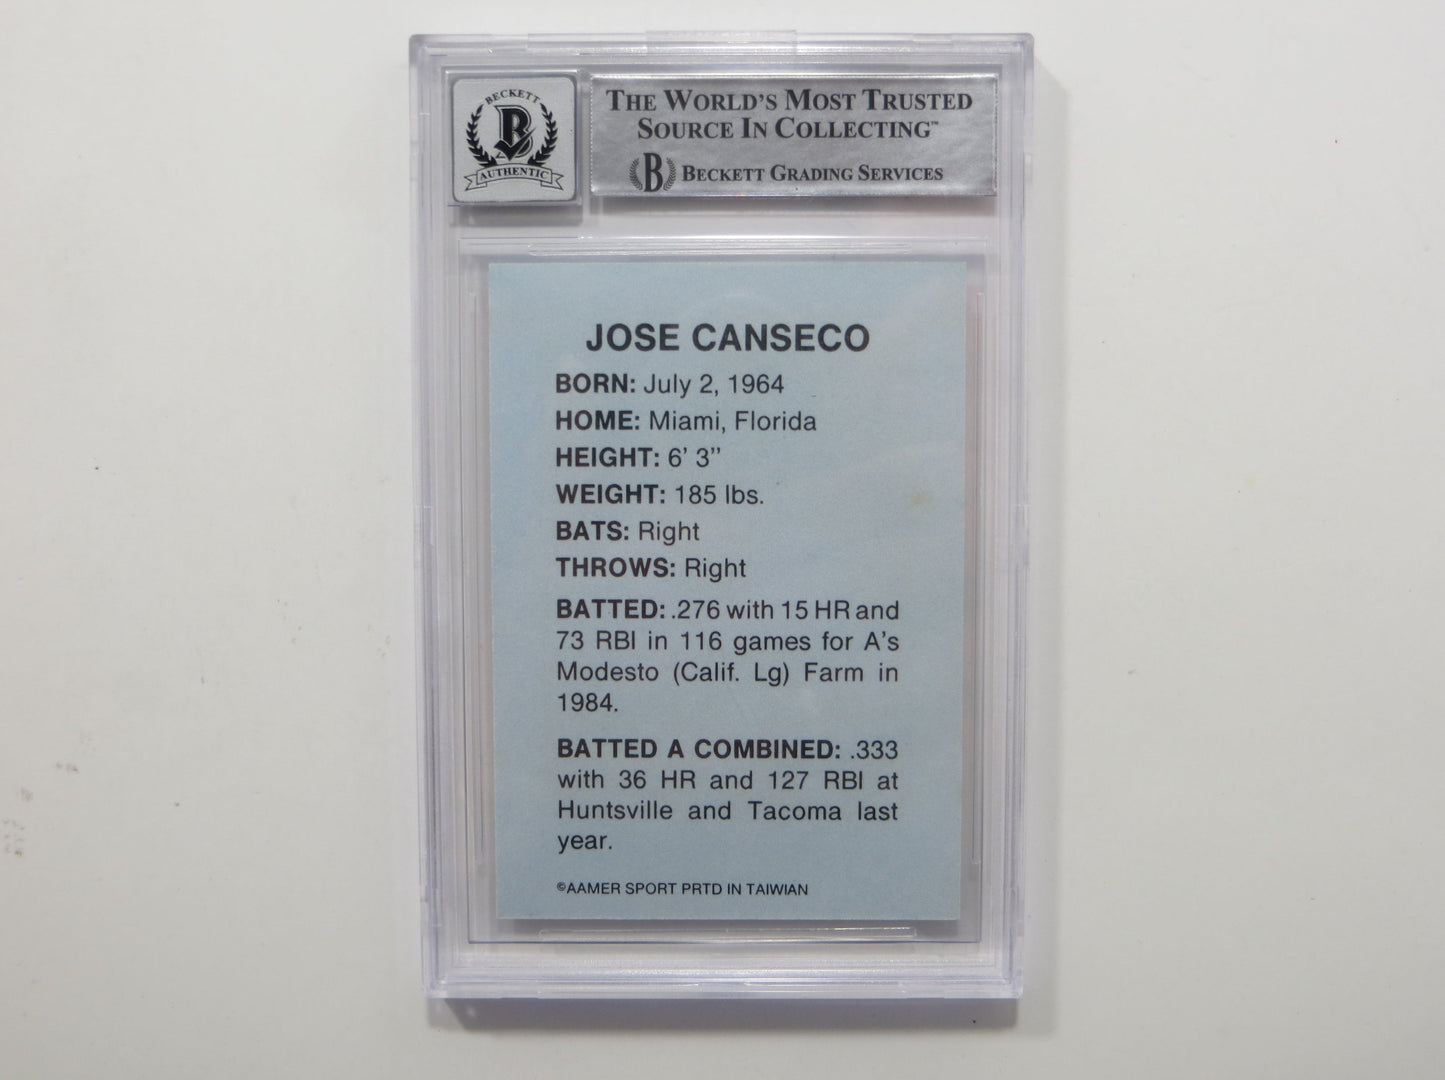 BECKETT
B
AUTHENTIC
THE WORLD'S MOST TRUSTED
SOURCE IN COLLECTING™
B BECKETT GRADING SERVICES
JOSE CANSECO
BORN: July 2, 1964
HOME: Miami, Florida
HEIGHT: 6' 3"
WEIGHT: 185 lbs.
BATS: Right
THROWS: Right
BATTED: .276 with 15 HR and
73 RBI in 116 games for A's
Modesto (Calif. Lg) Farm in
1984.
BATTED A COMBINED: .333
with 36 HR and 127 RBI at
Huntsville and Tacoma last
year.
©AAMER SPORT PRTD IN TAIWIAN